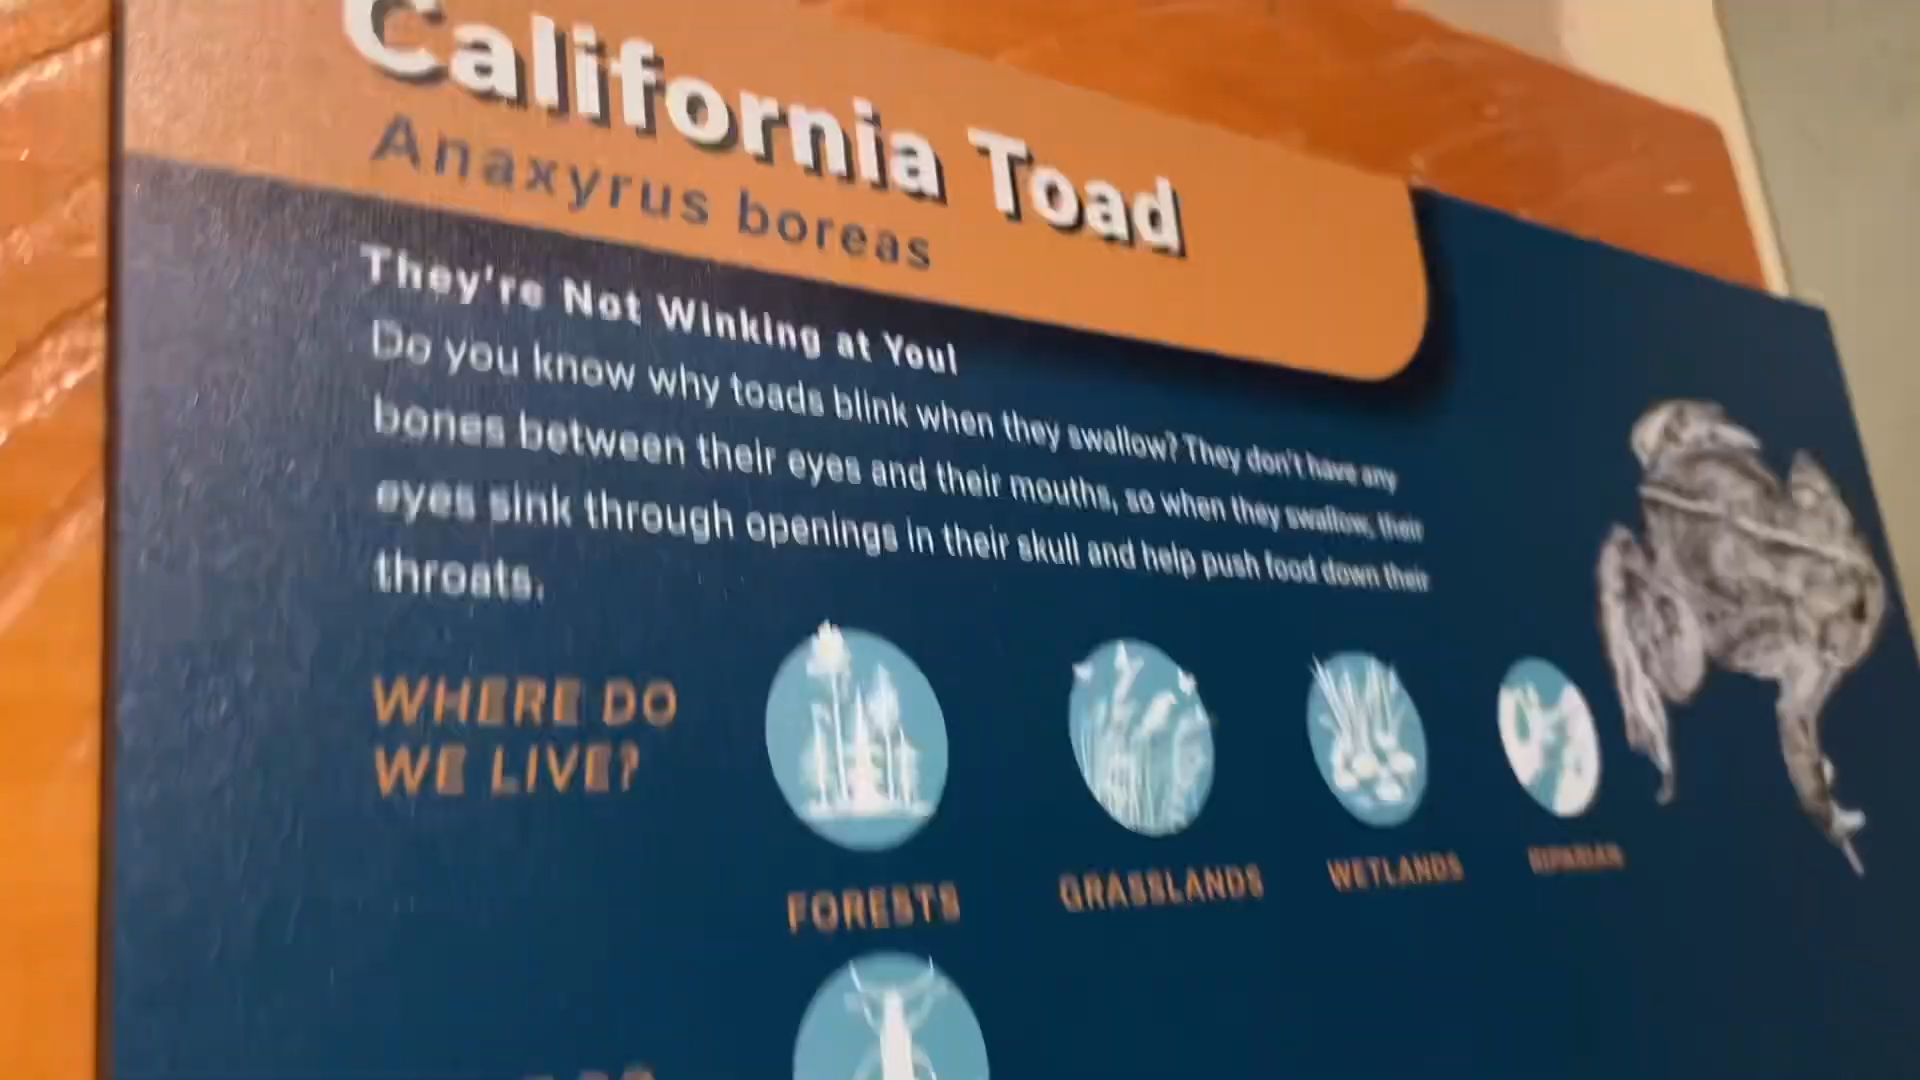 California Toad
Anaxyrus boreas
They're Not Winking at You!
Do you know why toads blink when they swallow? They don't have any
bones between their eyes and their mouths, so when they swallow, their
eyes sink through openings in their skull and help push food down their
throats.
WHERE DO
WE LIVE?
FORESTS
GRASSLANDS
WETLANDS
RIPARIAN